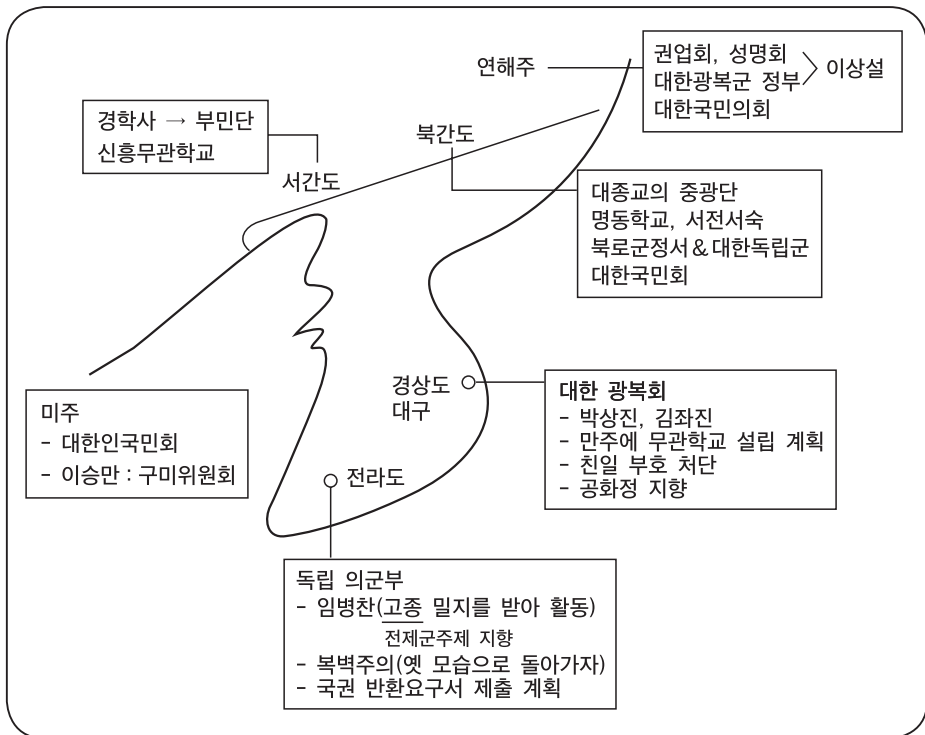 연해주
권업회, 성명회
대한광복군 정부
대한국민의회
이상설
경학사 → 부민단
신흥무관학교
서간도
북간도
대종교의 중광단
명동학교, 서전서숙
북로군정서&대한독립군
대한국민회
미주
- 대한인국민회
- 이승만 : 구미위원회
경상도
대구
대한 광복회
- 박상진, 김좌진
- 만주에 무관학교 설립 계획
- 친일 부호 처단
- 공화정 지향
전라도
독립 의군부
- 임병찬(고종 밀지를 받아 활동)
전제군주제 지향
- 복벽주의(옛 모습으로 돌아가자)
- 국권 반환요구서 제출 계획